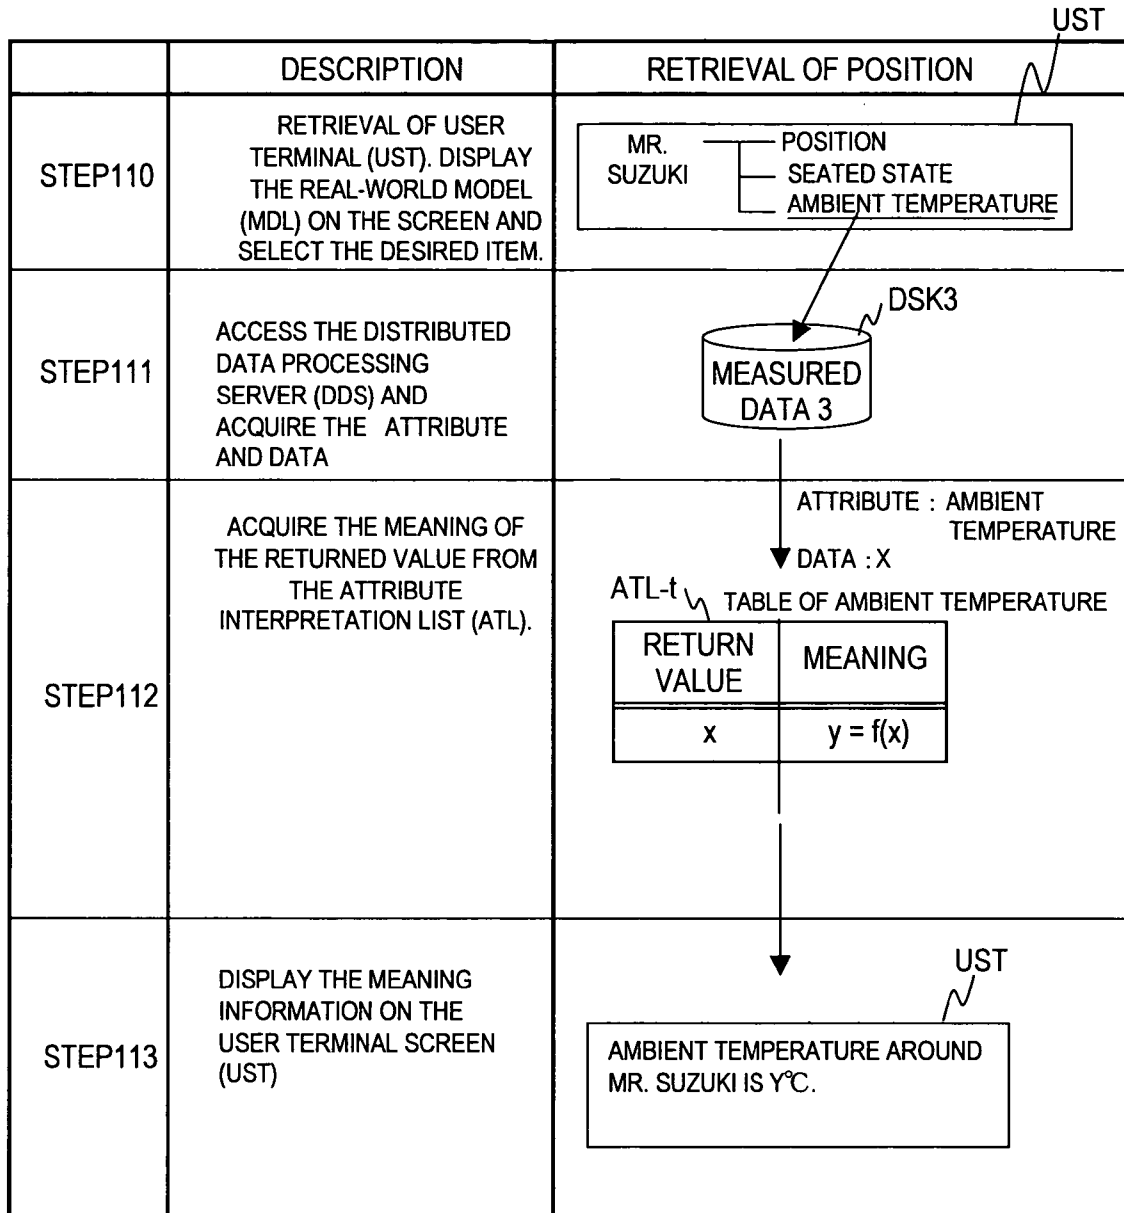 UST
DESCRIPTION
RETRIEVAL OF POSITION
STEP110
RETRIEVAL OF USER
TERMINAL (UST). DISPLAY
THE REAL-WORLD MODEL
(MDL) ON THE SCREEN AND
SELECT THE DESIRED ITEM.
MR.
SUZUKI
POSITION
SEATED STATE
AMBIENT TEMPERATURE
STEP111
ACCESS THE DISTRIBUTED
DATA PROCESSING
SERVER (DDS) AND
ACQUIRE THE ATTRIBUTE
AND DATA
DSK3
MEASURED
DATA 3
STEP112
ACQUIRE THE MEANING OF
THE RETURNED VALUE FROM
THE ATTRIBUTE
INTERPRETATION LIST (ATL).
ATTRIBUTE : AMBIENT
TEMPERATURE
DATA : X
ATL-t
TABLE OF AMBIENT TEMPERATURE
RETURN
VALUE
MEANING
x
y = f(x)
STEP113
DISPLAY THE MEANING
INFORMATION ON THE
USER TERMINAL SCREEN
(UST)
UST
AMBIENT TEMPERATURE AROUND
MR. SUZUKI IS Y℃.